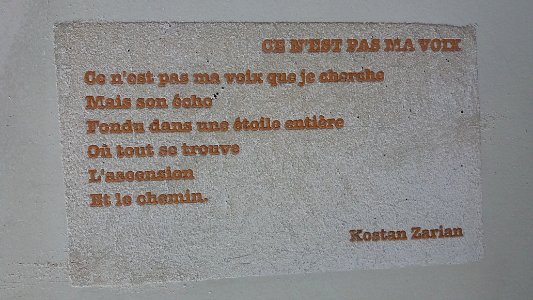 CE N'EST PAS MA VOIX
Ce n'est pas ma voix que je cherche
Mais son écho
Fondu dans une étoile entière
Où tout se trouve
L'ascension
Et le chemin.
Kostan Zarian